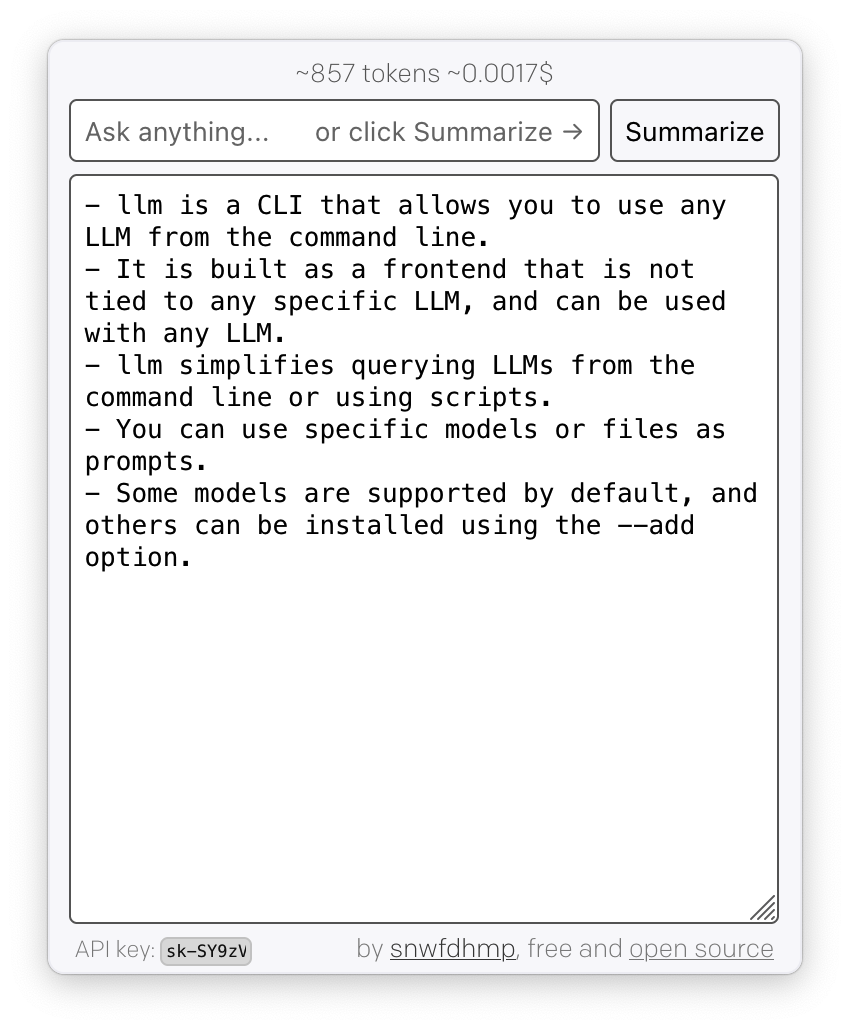 ~857 tokens ~0.0017$
Ask anything... or click Summarize → Summarize
- llm is a CLI that allows you to use any
LLM from the command line.
- It is built as a frontend that is not
tied to any specific LLM, and can be used
with any LLM.
- llm simplifies querying LLMs from the
command line or using scripts.
- You can use specific models or files as
prompts.
- Some models are supported by default, and
others can be installed using the --add
option.
API key: sk-SY9zV by snwfdhmp, free and open source